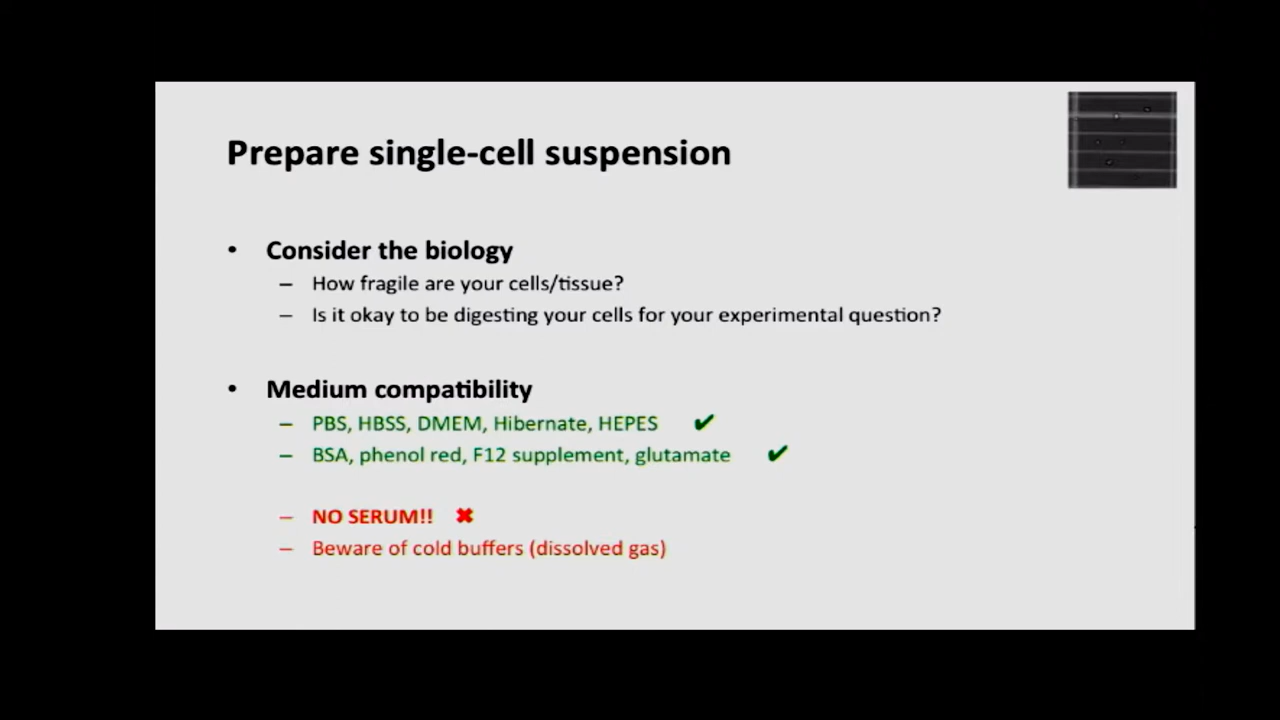 Prepare single-cell suspension
• Consider the biology
– How fragile are your cells/tissue?
– Is it okay to be digesting your cells for your experimental question?
• Medium compatibility
– PBS, HBSS, DMEM, Hibernate, HEPES ✔
– BSA, phenol red, F12 supplement, glutamate ✔
– NO SERUM!! ✖
– Beware of cold buffers (dissolved gas)